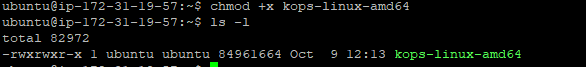 ubuntu@ip-172-31-19-57:~$ chmod +x kops-linux-amd64
ubuntu@ip-172-31-19-57:~$ ls -l
total 82972
-rwxrwxr-x 1 ubuntu ubuntu 84961664 Oct  9 12:13 kops-linux-amd64